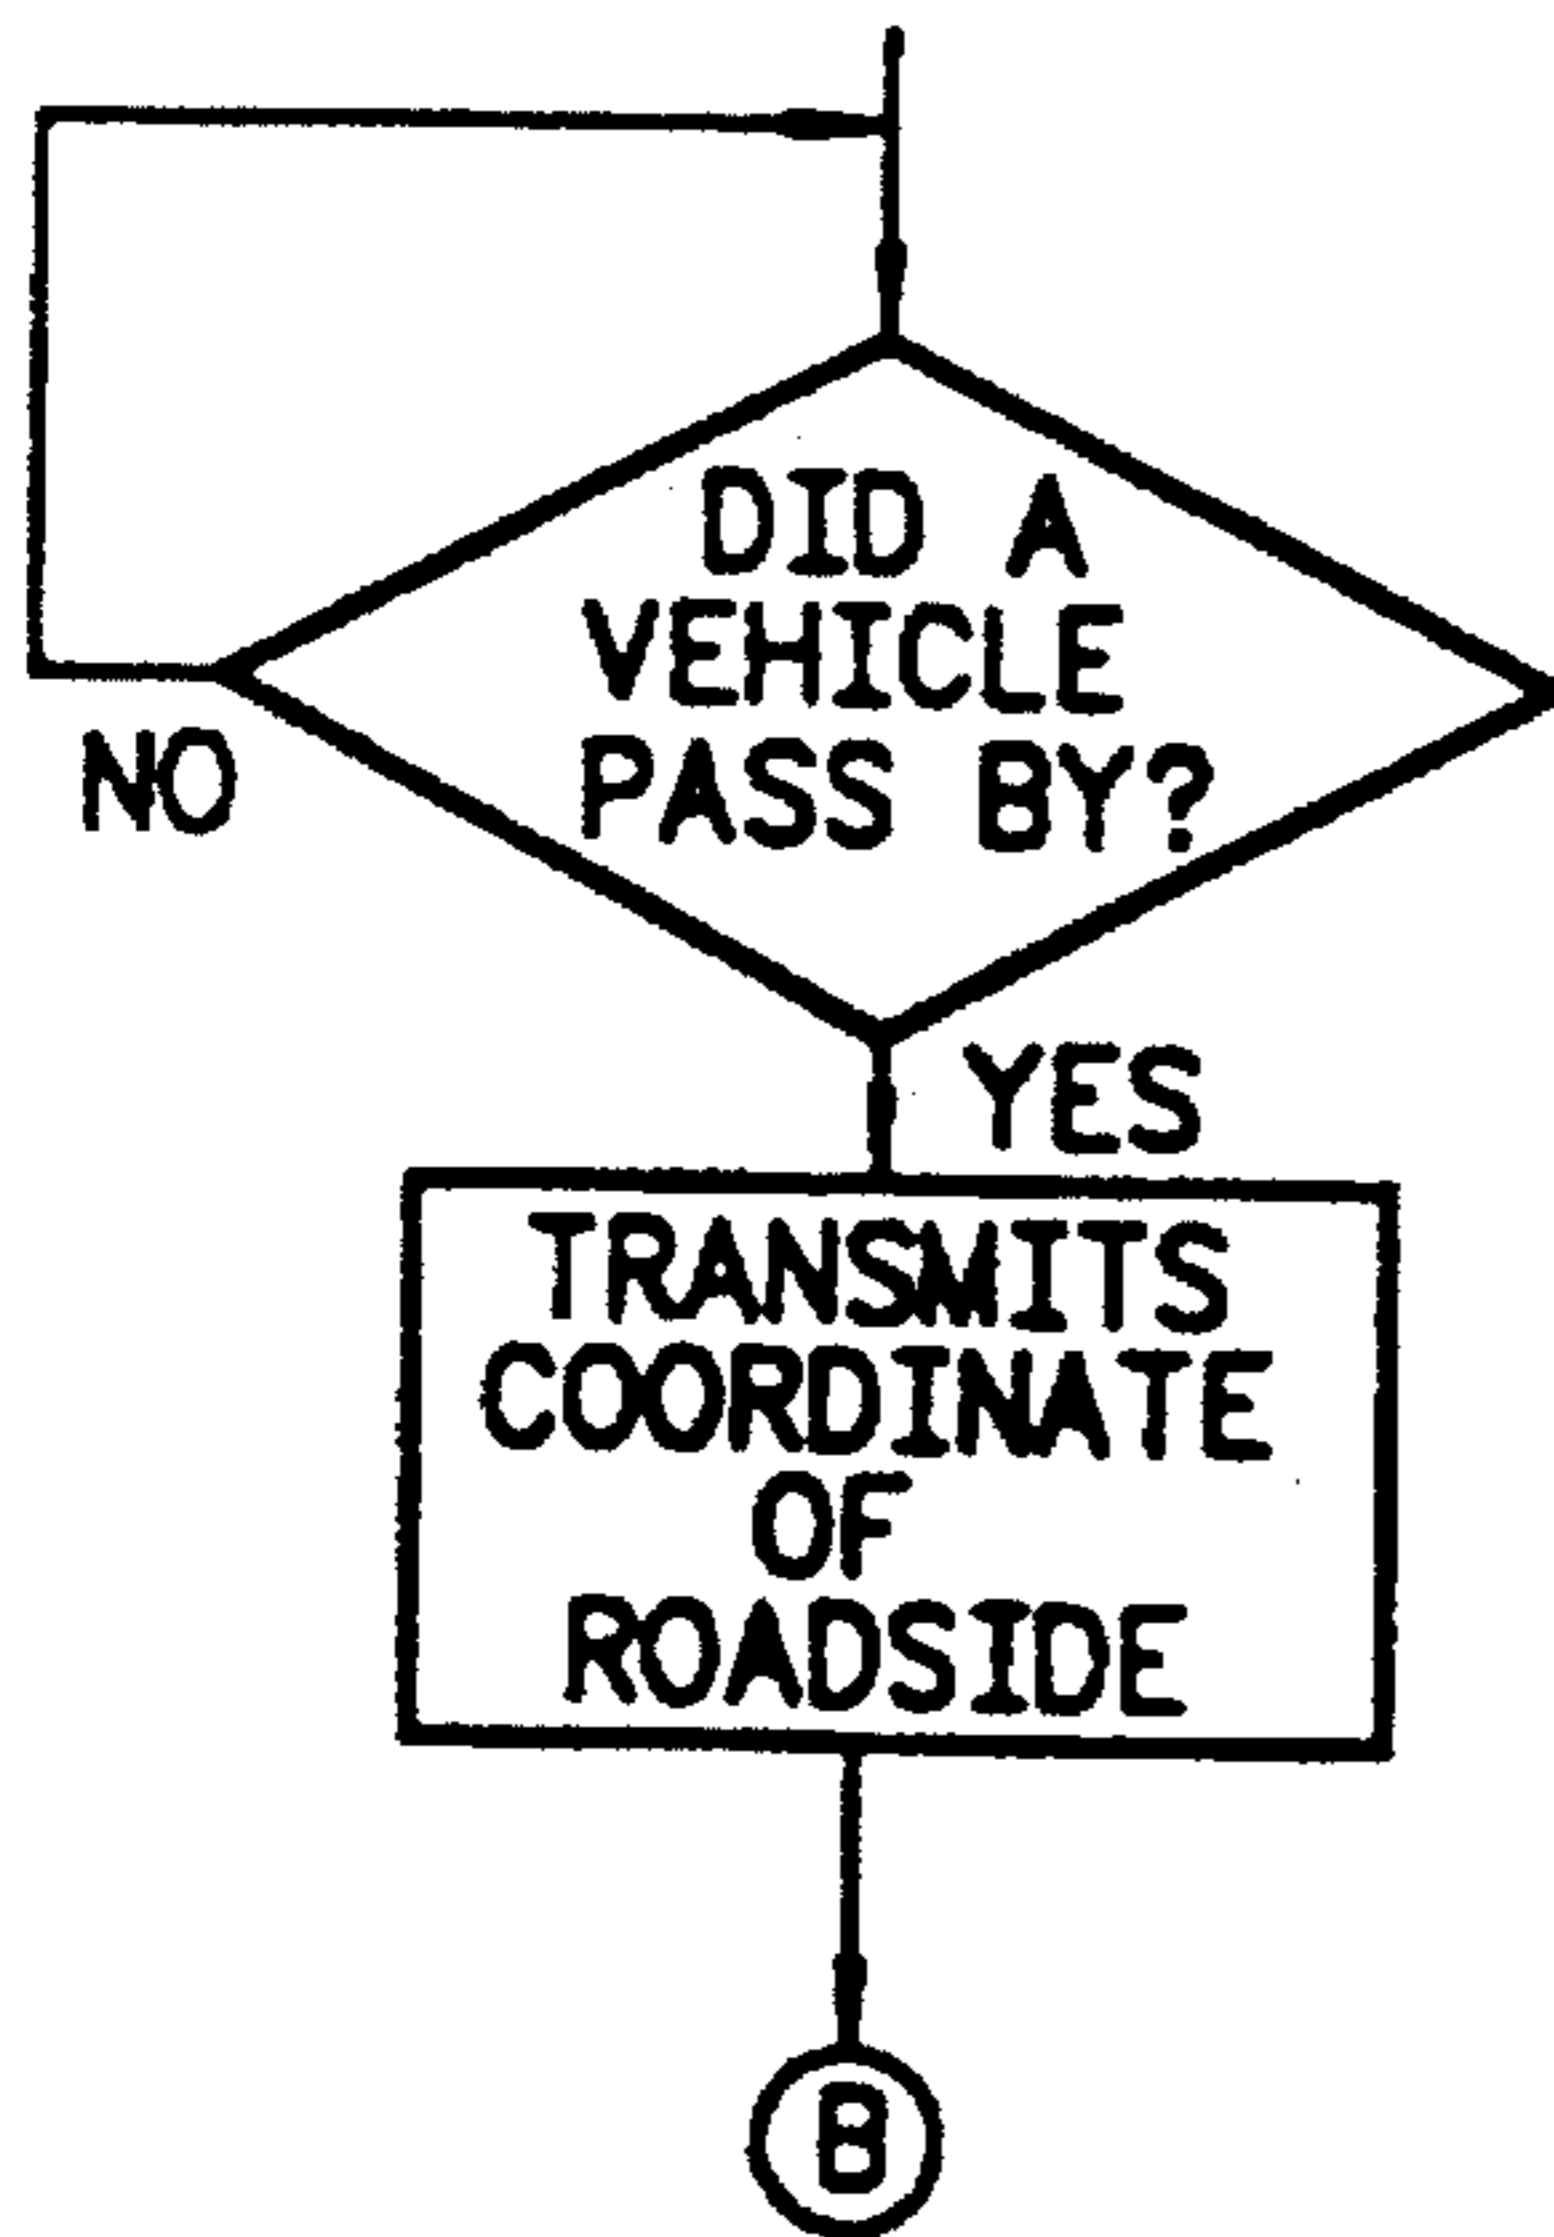 DID A
VEHICLE
PASS BY?
NO
YES
TRANSMITS
COORDINATE
OF
ROADSIDE
B